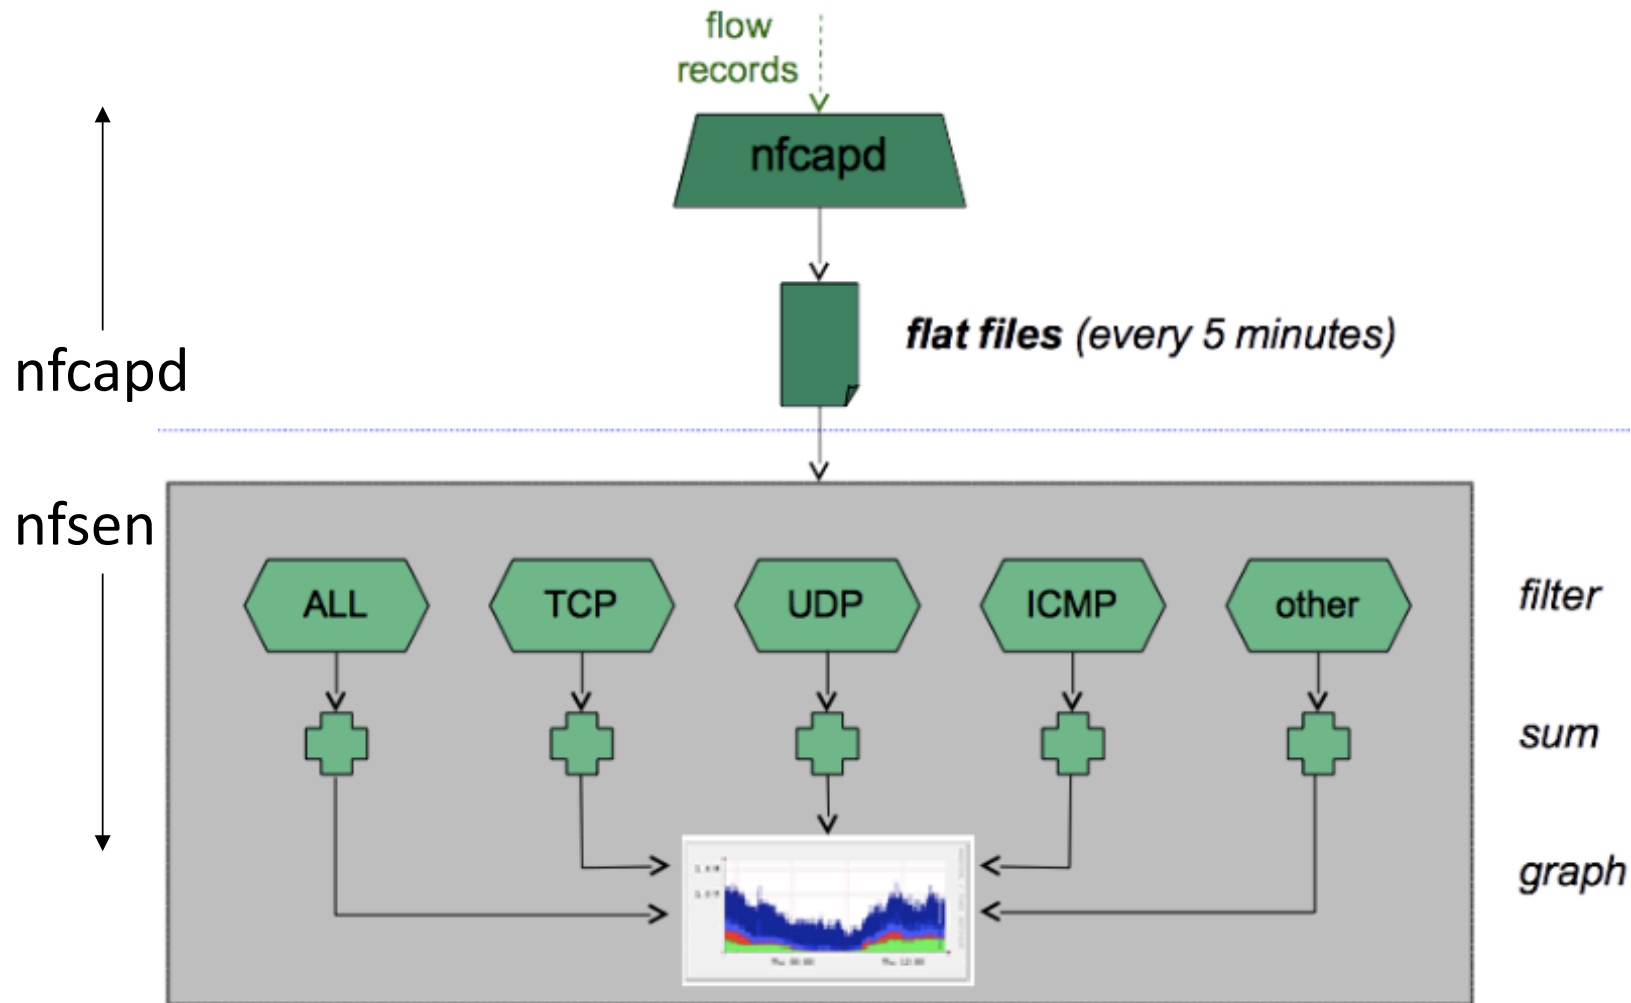 flow
records
nfcapd
flat files (every 5 minutes)
nfcapd
nfsen
ALL
TCP
UDP
ICMP
other
filter
sum
graph